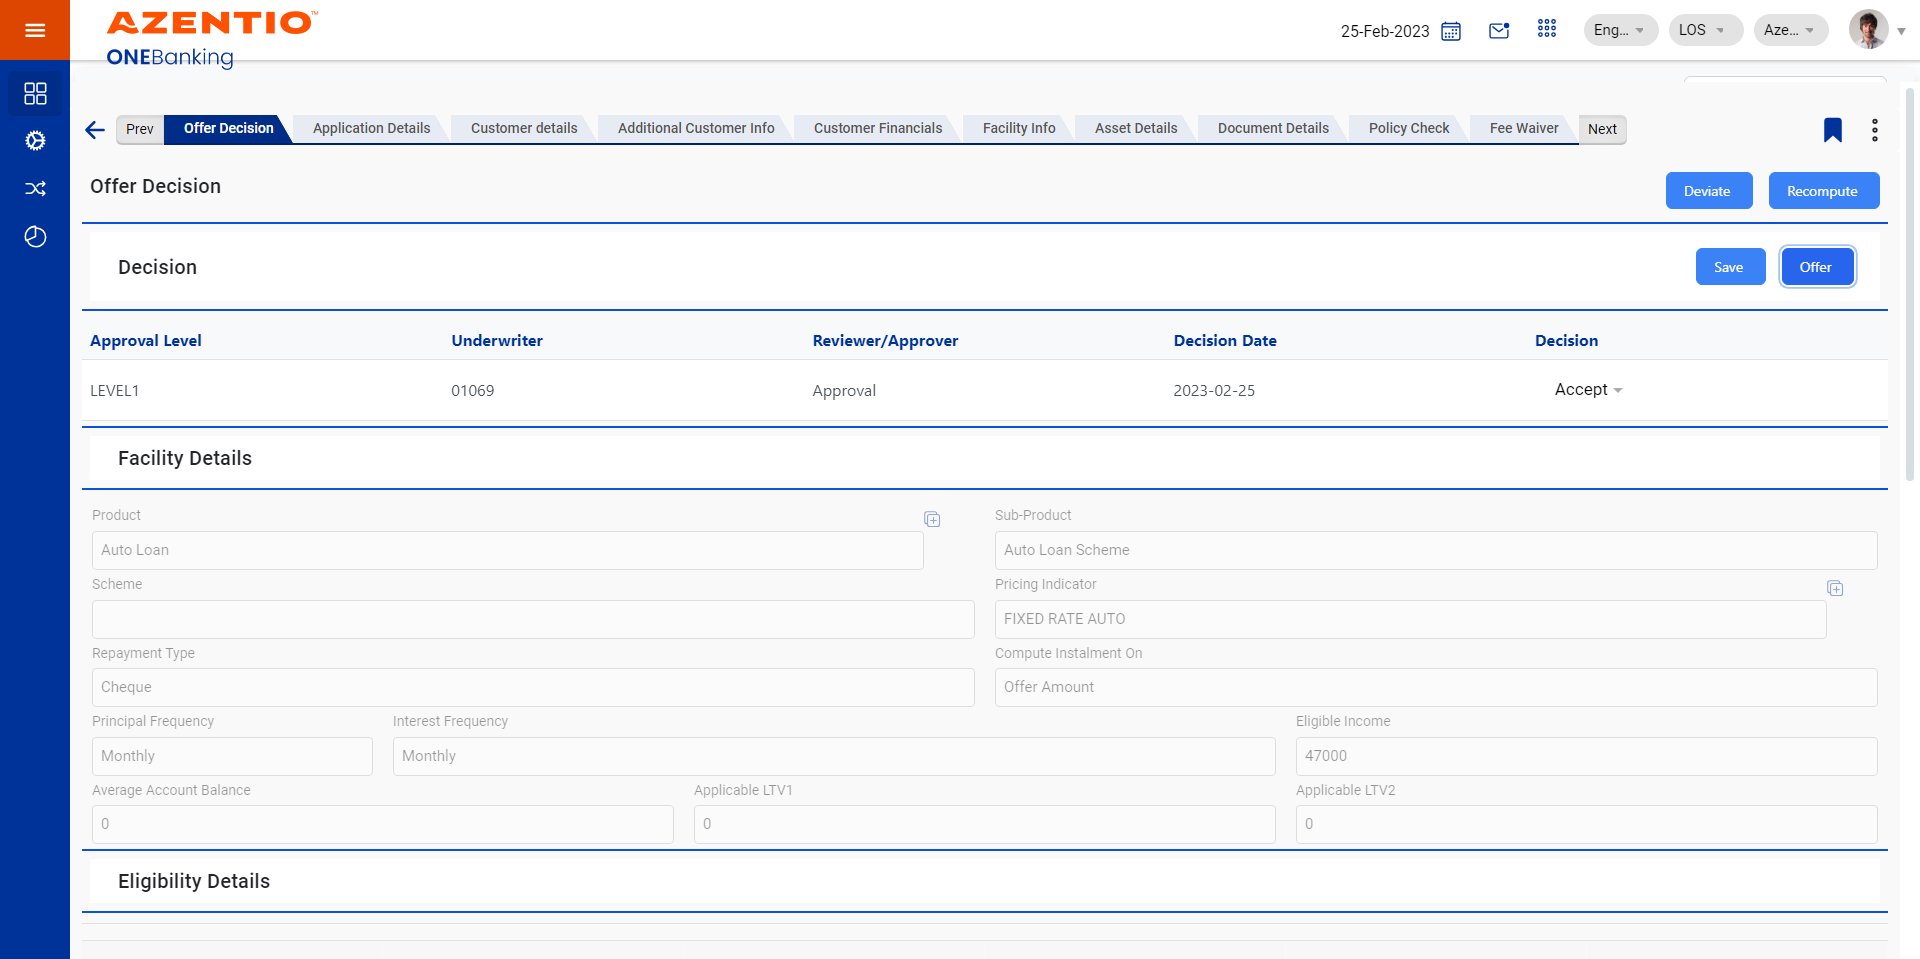 AZENTIO™
ONEBanking
25-Feb-2023
Eng...
LOS
Aze...
Prev
Offer Decision
Application Details
Customer details
Additional Customer Info
Customer Financials
Facility Info
Asset Details
Document Details
Policy Check
Fee Waiver
Next
Offer Decision
Deviate
Recompute
Decision
Save
Offer
Approval Level Underwriter Reviewer/Approver Decision Date Decision
LEVEL1 01069 Approval 2023-02-25 Accept
Facility Details
Product
Auto Loan
Sub-Product
Auto Loan Scheme
Scheme
Pricing Indicator
FIXED RATE AUTO
Repayment Type
Cheque
Compute Instalment On
Offer Amount
Principal Frequency
Monthly
Interest Frequency
Monthly
Eligible Income
47000
Average Account Balance
0
Applicable LTV1
0
Applicable LTV2
0
Eligibility Details